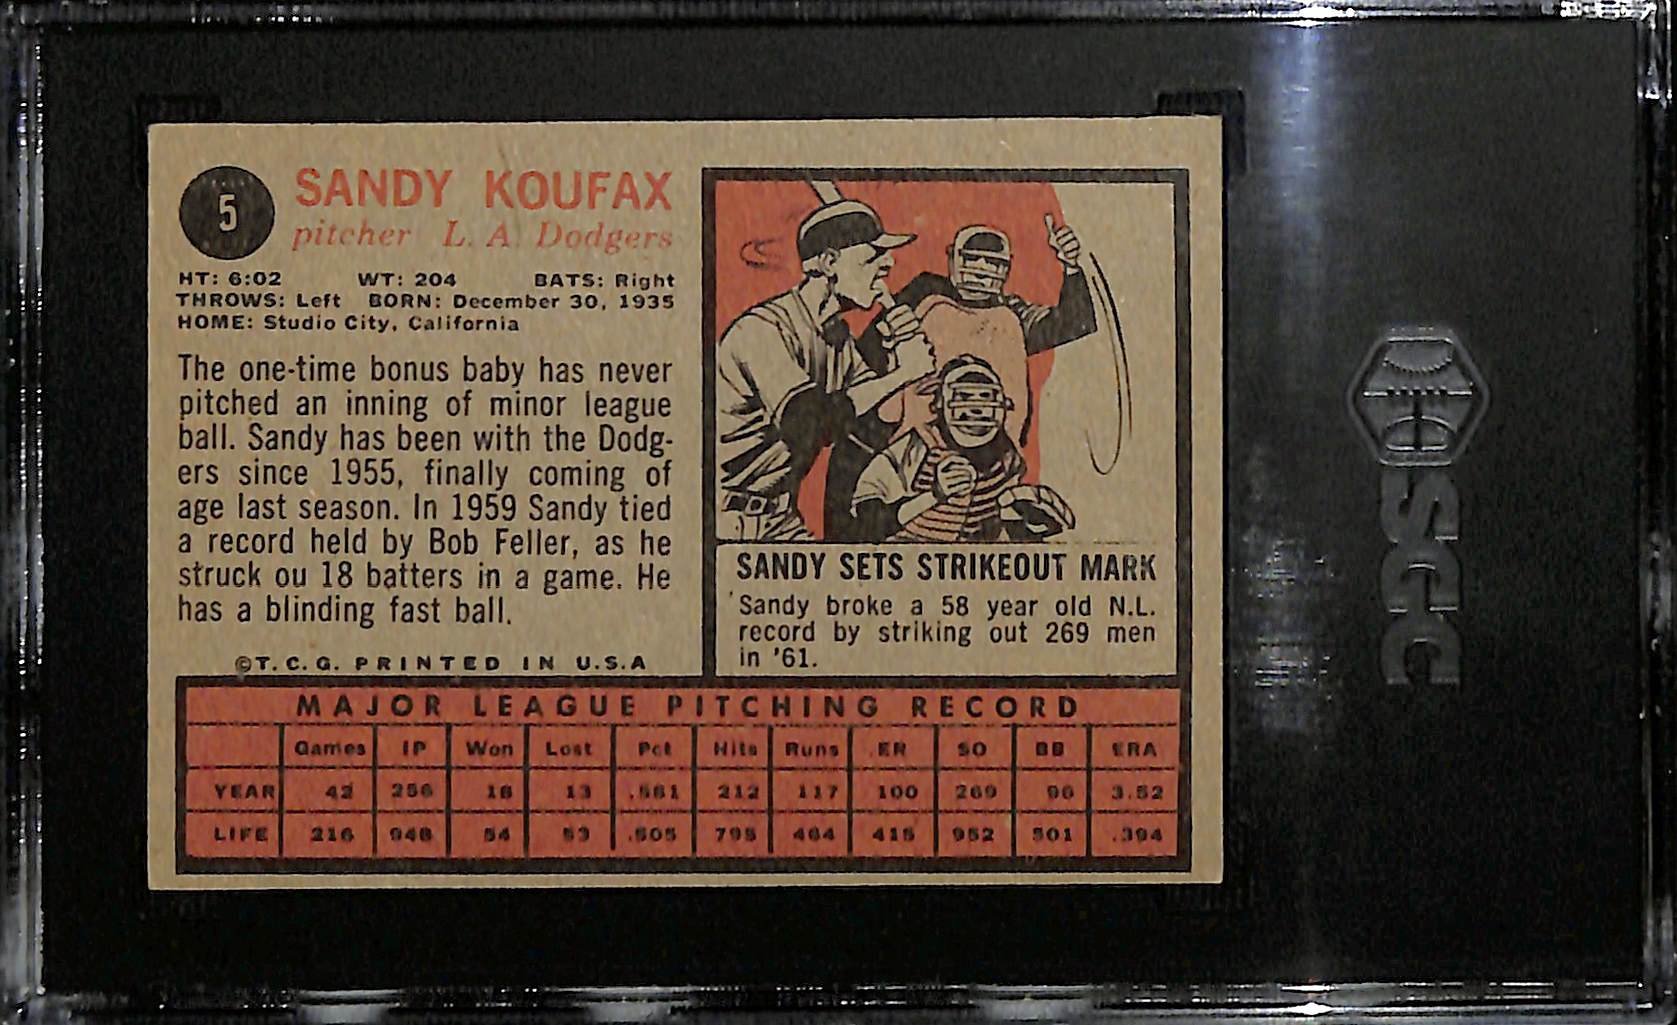 5
SANDY KOUFAX
pitcher L. A. Dodgers
HT: 6:02 WT: 204 BATS: Right
THROWS: Left BORN: December 30, 1935
HOME: Studio City, California
The one-time bonus baby has never
pitched an inning of minor league
ball. Sandy has been with the Dodg-
ers since 1955, finally coming of
age last season. In 1959 Sandy tied
a record held by Bob Feller, as he
struck ou 18 batters in a game. He
has a blinding fast ball.
©T.C.G. PRINTED IN U.S.A
SANDY SETS STRIKEOUT MARK
Sandy broke a 58 year old N.L.
record by striking out 269 men
in '61.
MAJOR LEAGUE PITCHING RECORD
Games IP Won Lost Pct Hits Runs ER SO BB ERA
YEAR 42 256 18 13 .581 212 117 100 269 96 3.52
LIFE 216 948 54 53 .505 795 464 415 952 501 .394
SGC